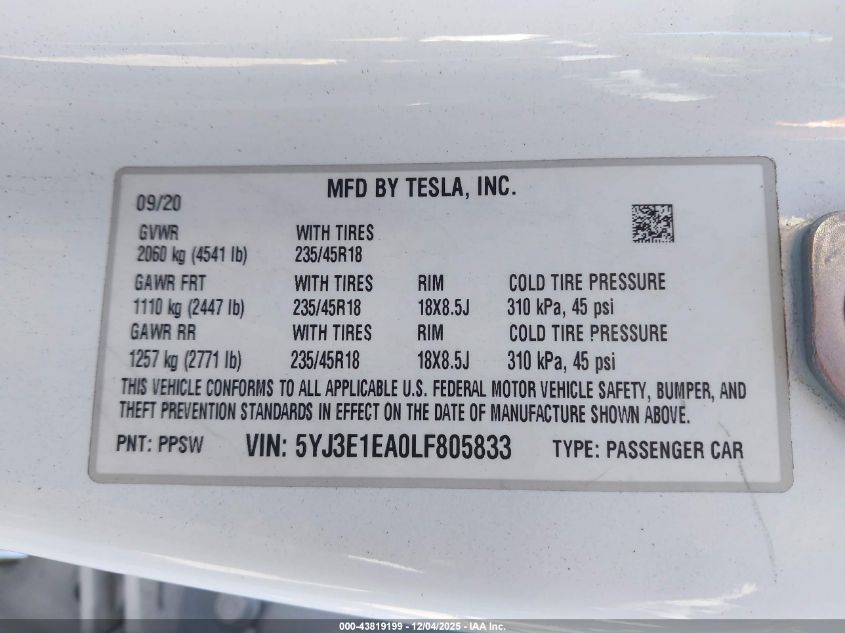 MFD BY TESLA, INC.
09/20
GVWR WITH TIRES
2060 kg (4541 lb) 235/45R18
GAWR FRT WITH TIRES RIM COLD TIRE PRESSURE
1110 kg (2447 lb) 235/45R18 18X8.5J 310 kPa, 45 psi
GAWR RR WITH TIRES RIM COLD TIRE PRESSURE
1257 kg (2771 lb) 235/45R18 18X8.5J 310 kPa, 45 psi
THIS VEHICLE CONFORMS TO ALL APPLICABLE U.S. FEDERAL MOTOR VEHICLE SAFETY, BUMPER, AND
THEFT PREVENTION STANDARDS IN EFFECT ON THE DATE OF MANUFACTURE SHOWN ABOVE.
PNT: PPSW VIN: 5YJ3E1EA0LF805833 TYPE: PASSENGER CAR
000-43819199 — 12/04/2025 — IAA Inc.